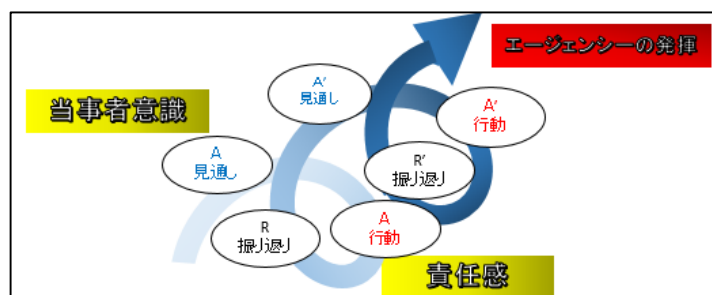 エージェンシーの発揮
A’
見通し
当事者意識
A’
行動
A
見通し
R’
振り返り
R
振り返り
A
行動
責任感